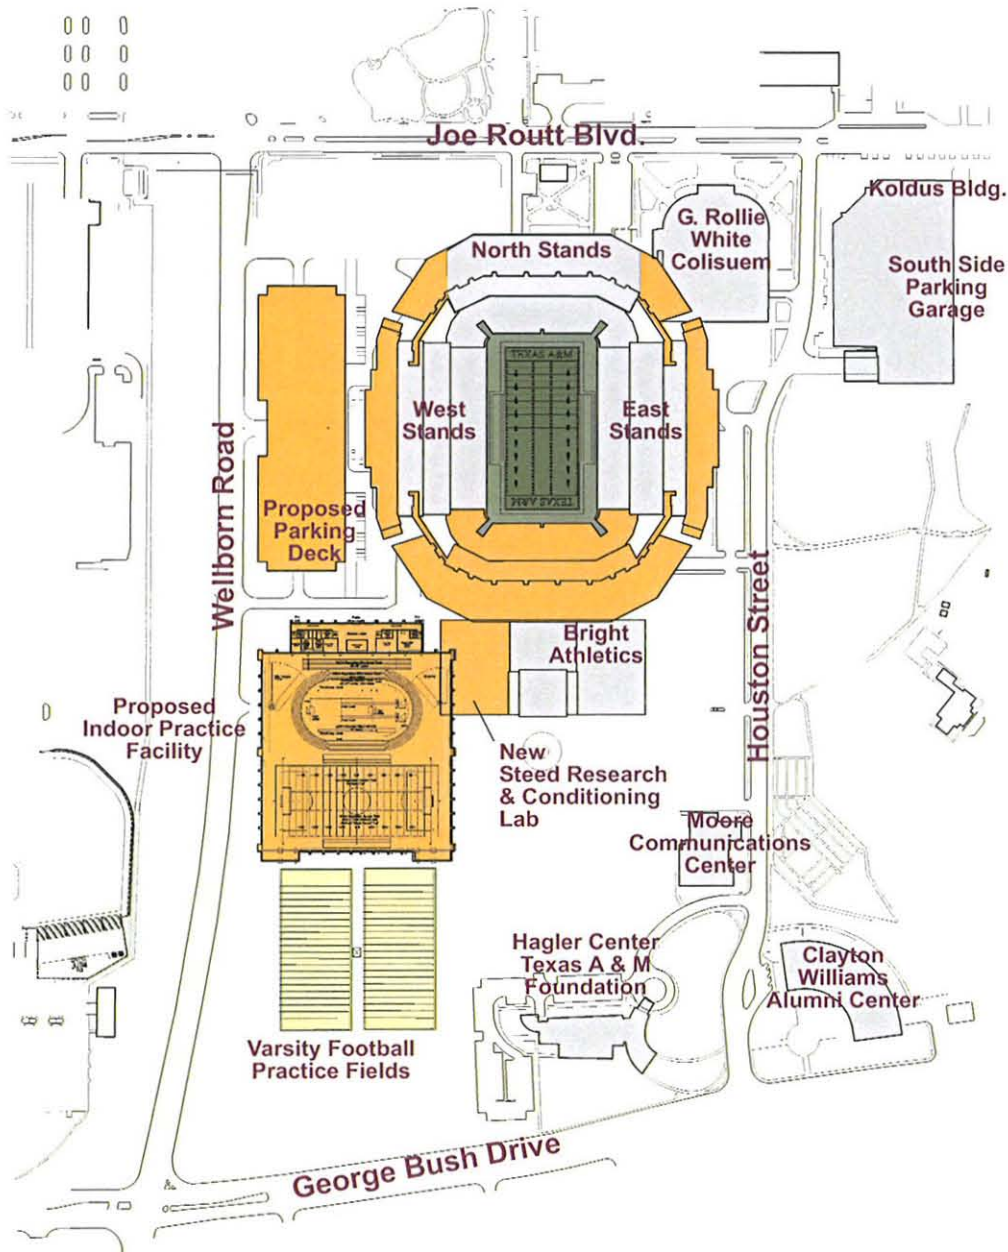 Joe Routt Blvd.
Koldus Bldg.
G. Rollie
White
Colisuem
North Stands
South Side
Parking
Garage
TEXAS A&M
West
Stands
East
Stands
TEXAS A&M
Wellborn Road
Proposed
Parking
Deck
Houston Street
Bright
Athletics
Proposed
Indoor Practice
Facility
New
Steed Research
& Conditioning
Lab
Moore
Communications
Center
Hagler Center
Texas A & M
Foundation
Clayton
Williams
Alumni Center
Varsity Football
Practice Fields
George Bush Drive